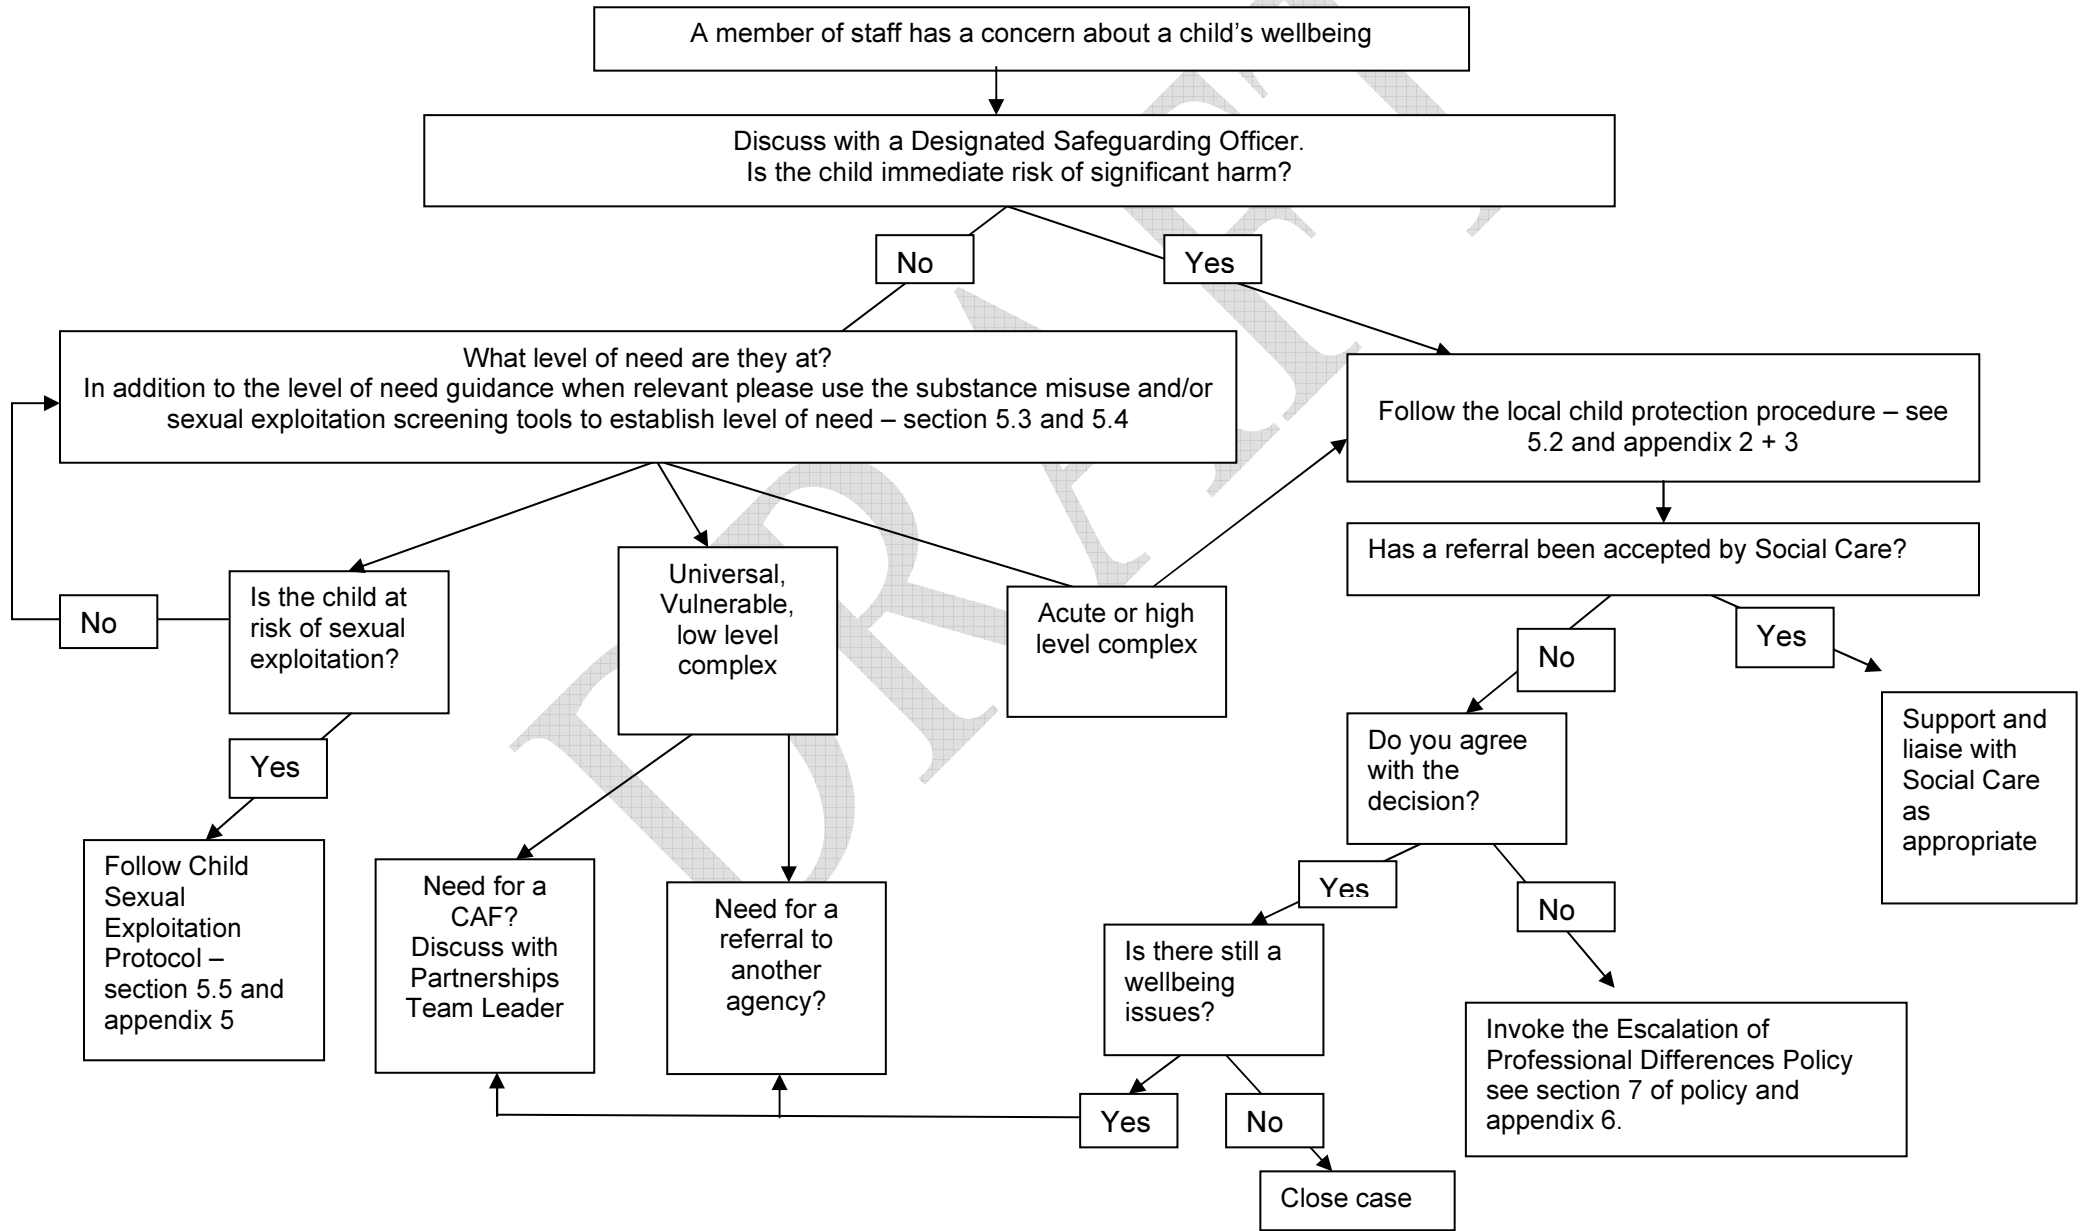 A member of staff has a concern about a child’s wellbeing
Discuss with a Designated Safeguarding Officer.
Is the child immediate risk of significant harm?
No
Yes
What level of need are they at?
In addition to the level of need guidance when relevant please use the substance misuse and/or
sexual exploitation screening tools to establish level of need – section 5.3 and 5.4
Follow the local child protection procedure – see
5.2 and appendix 2 + 3
Has a referral been accepted by Social Care?
No
Is the child at
risk of sexual
exploitation?
Universal,
Vulnerable,
low level
complex
Acute or high
level complex
No
Yes
Yes
Do you agree
with the
decision?
Support and
liaise with
Social Care
as
appropriate
Follow Child
Sexual
Exploitation
Protocol –
section 5.5 and
appendix 5
Need for a
CAF?
Discuss with
Partnerships
Team Leader
Need for a
referral to
another
agency?
Yes
No
Is there still a
wellbeing
issues?
Invoke the Escalation of
Professional Differences Policy
see section 7 of policy and
appendix 6.
Yes
No
Close case
DRAFT